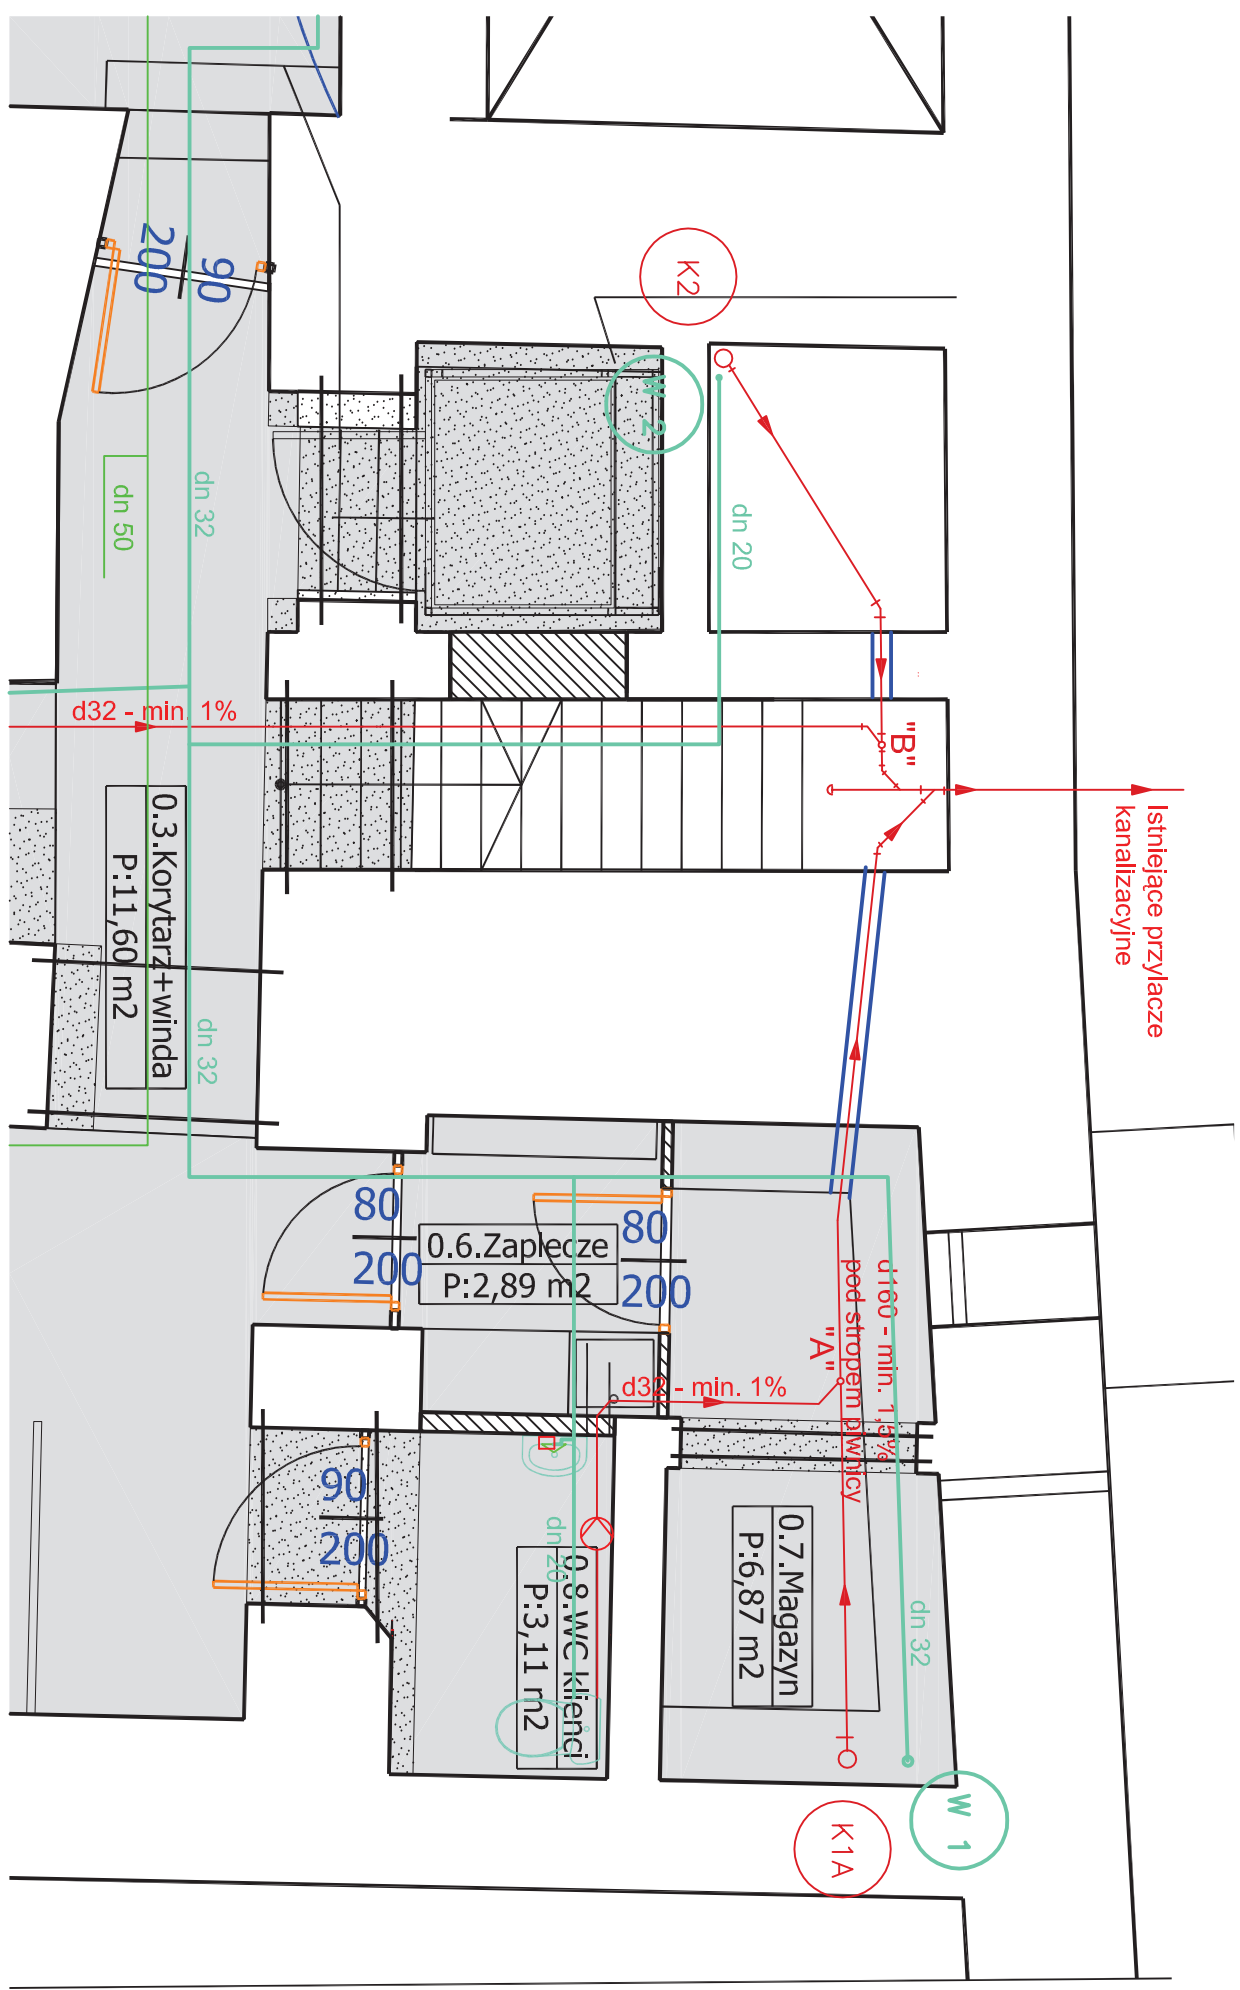 90
200
K2
W 2
dn 32
dn 50
dn 20
d32 - min. 1%
"B"
Istniejące przylacze
kanalizacyjne
0.3.Korytarz+winda
P:11,60 m2
dn 32
80
200
0.6.Zaplecze
P:2,89 m2
80
200
d160 - min. 1,5%
pod stropem piwnicy
"A"
d32 - min. 1%
90
200
dn 20
0.8.WC klienci
P:3,11 m2
0.7.Magazyn
P:6,87 m2
dn 32
W 1
K1A